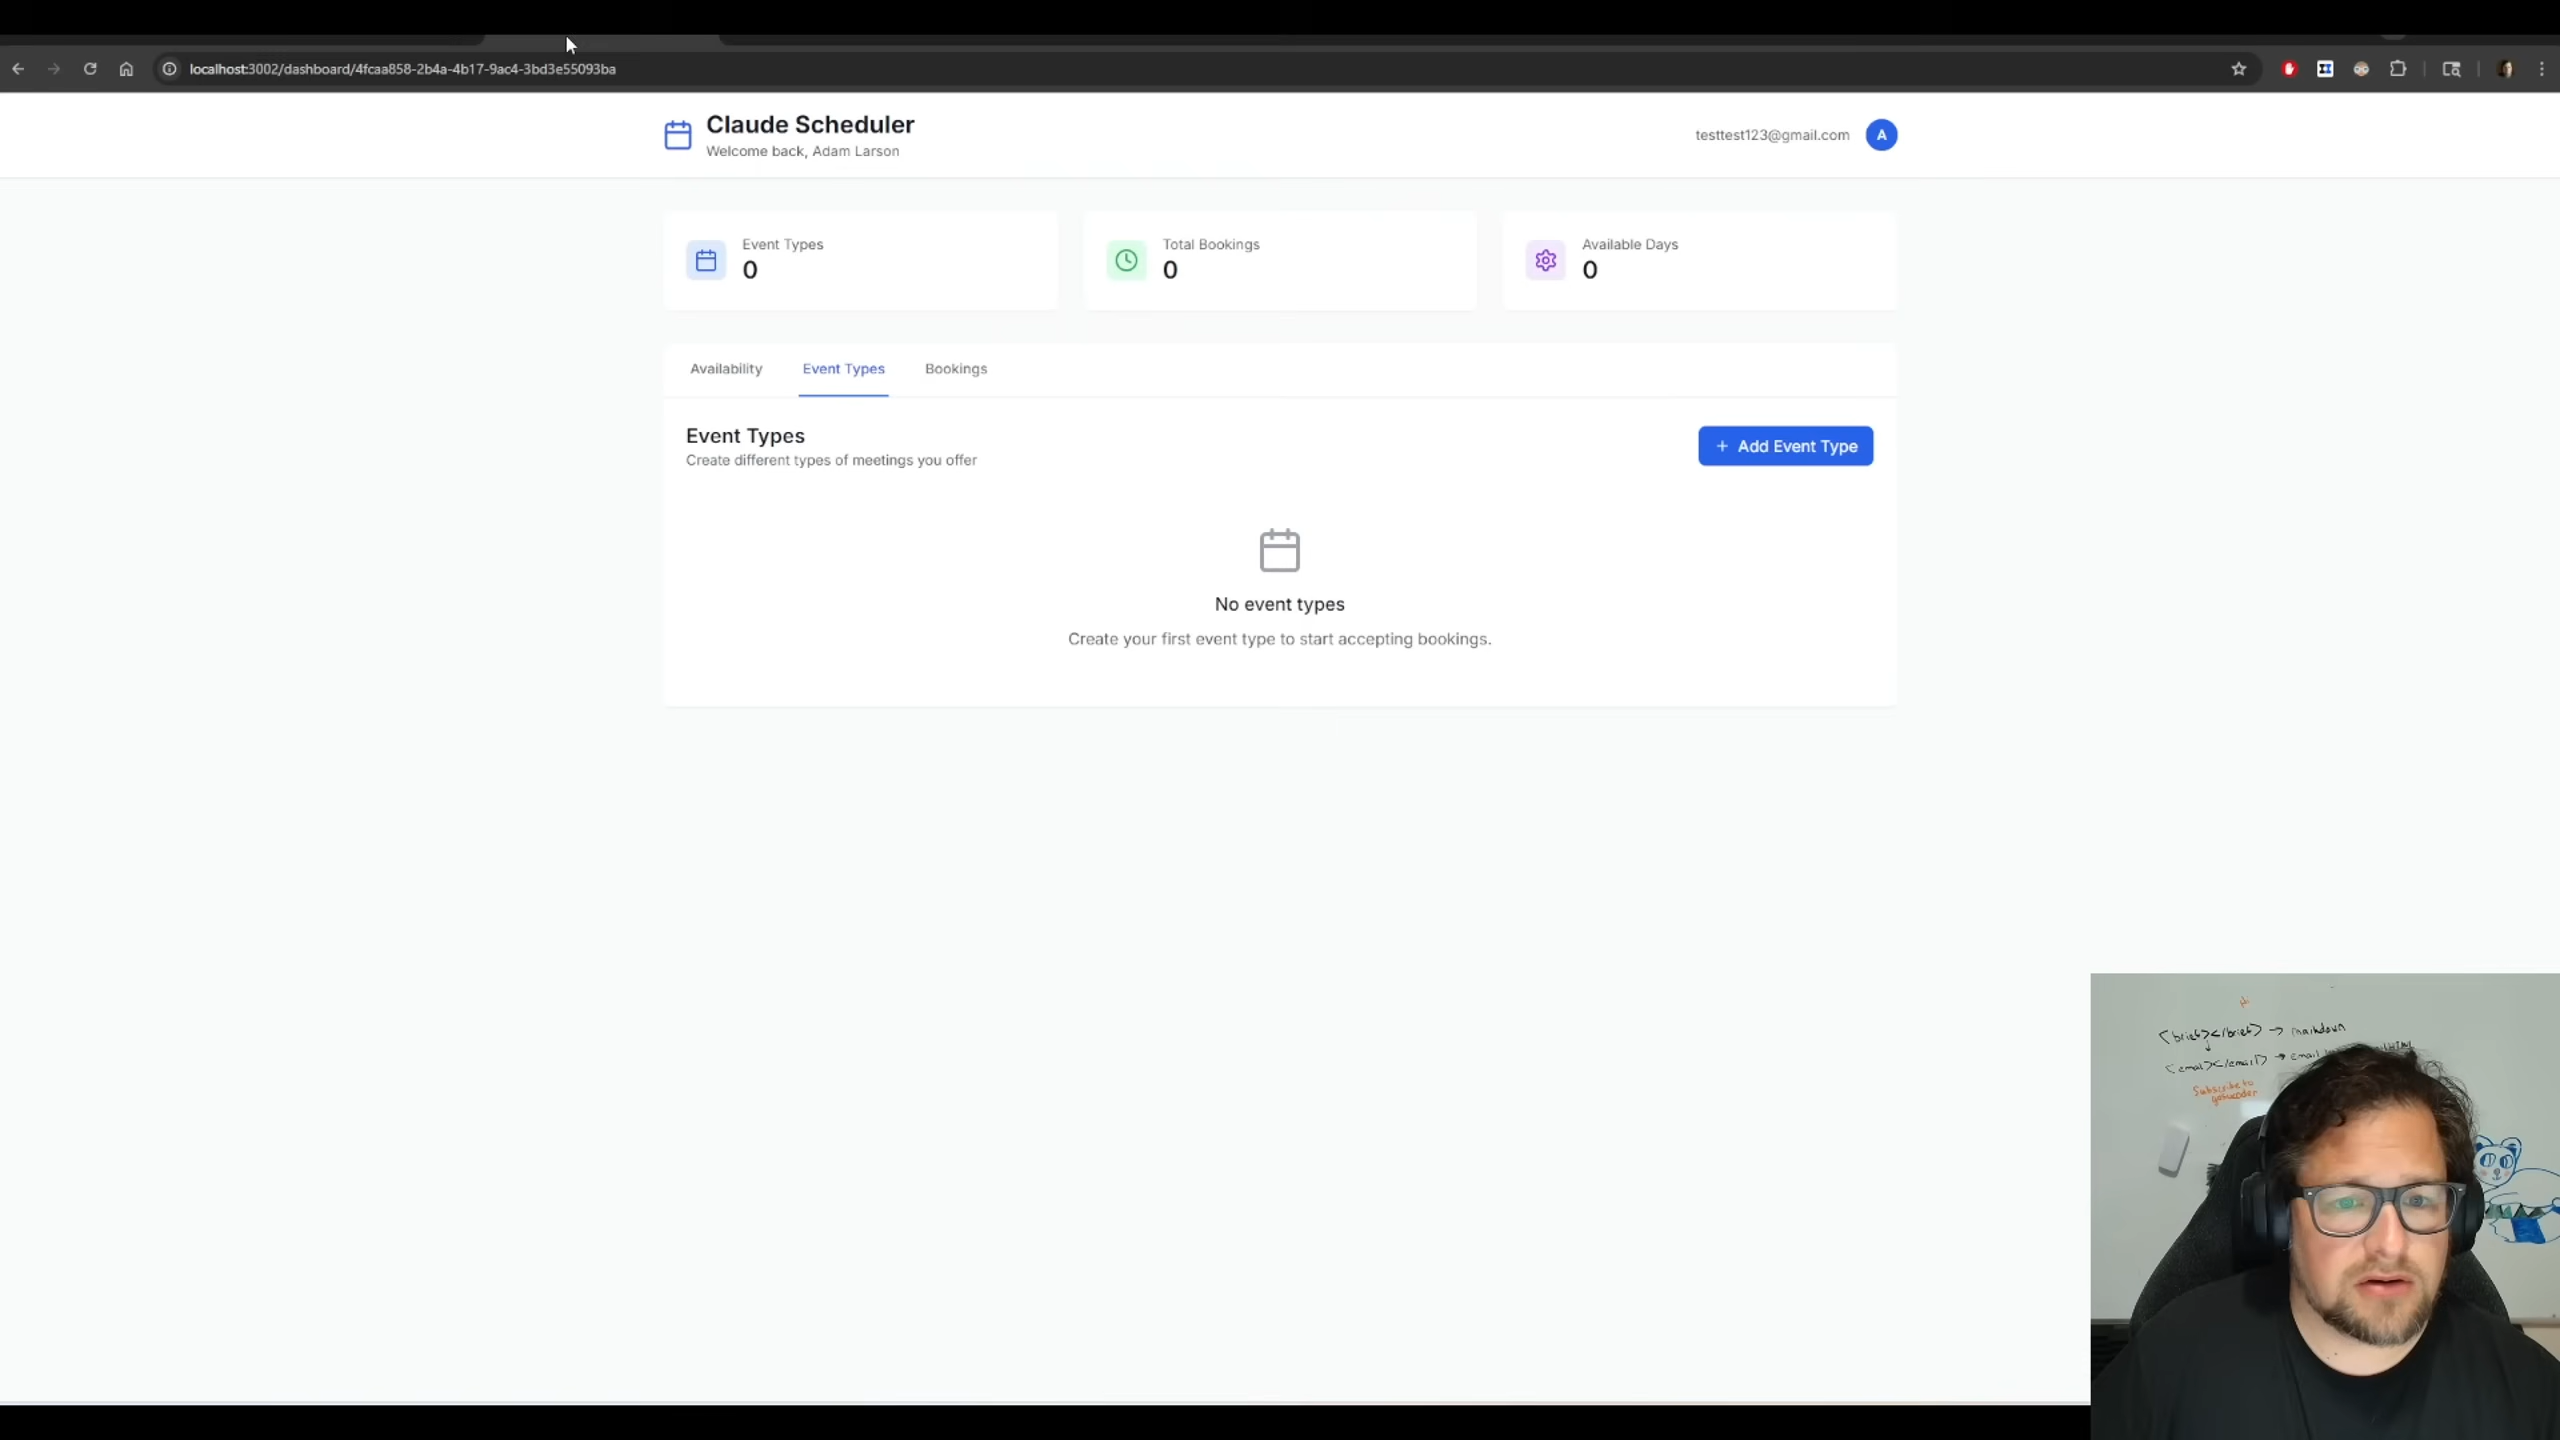 localhost:3002/dashboard/4fcaa858-2b4a-4b17-9ac4-3bd3e55093ba
Claude Scheduler
Welcome back, Adam Larson
testtest123@gmail.com
A
Event Types
0
Total Bookings
0
Available Days
0
Availability
Event Types
Bookings
Event Types
Create different types of meetings you offer
+ Add Event Type
No event types
Create your first event type to start accepting bookings.
<brief></brief> → markdown
<email></email> → email
Subscribe to